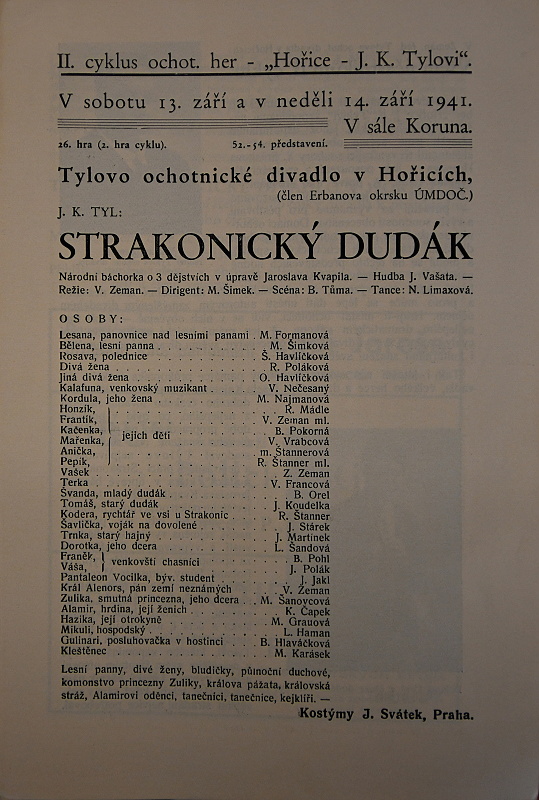 II. cyklus ochot. her - „Hořice - J. K. Tylovi“.
V sobotu 13. září a v neděli 14. září 1941.
V sále Koruna.
26. hra (2. hra cyklu). 52.-54. představení.
Tylovo ochotnické divadlo v Hořicích,
(člen Erbanova okrsku ÚMDOČ.)
J. K. TYL:
STRAKONICKÝ DUDÁK
Národní báchorka o 3 dějstvích v úpravě Jaroslava Kvapila. — Hudba J. Vašata. —
Režie: V. Zeman. — Dirigent: M. Šimek. — Scéna: B. Tůma. — Tance: N. Limaxová.
OSOBY:
Lesana, panovnice nad lesními panami . M. Formanová
Bělena, lesní panna . . . . . . . . . . M. Šimková
Rosava, polednice . . . . . . . . . . Š. Havlíčková
Divá žena . . . . . . . . . . . . . R. Poláková
Jiná divá žena . . . . . . . . . . . O. Havlíčková
Kalafuna, venkovský muzikant . . . . . V. Nečesaný
Kordula, jeho žena . . . . . . . . . M. Najmanová
Honzík, . . . . . . . . . . R. Mádle
Frantík, . . . . . . . . . . V. Zeman ml.
Kačenka, . . . . . . . . . . B. Pokorná
Mařenka, jejich děti . . . . . . V. Vrabcová
Anička, . . . . . . . . . . m. Štannerová
Pepík, . . . . . . . . . . R. Štanner ml.
Vašek . . . . . . . . . . . . . . Z. Zeman
Terka . . . . . . . . . . . . . . V. Francová
Švanda, mladý dudák . . . . . . . . . B. Orel
Tomáš, starý dudák . . . . . . . . . J. Koudelka
Kodera, rychtář ve vsi u Strakonic . . . . R. Štanner
Šavlička, voják na dovolené . . . . . . J. Stárek
Trnka, starý hajný . . . . . . . . . J. Martínek
Dorotka, jeho dcera . . . . . . . . . L. Šandová
Franěk, . . . . . . B. Pohl
Váša, venkovští chasníci . . . . . J. Polák
Pantaleon Vocilka, býv. student . . . . . J. Jakl
Král Alenors, pán zemí neznámých . . . . V. Zeman
Zulika, smutná princezna, jeho dcera . . M. Šanovcová
Alamir, hrdina, její ženich . . . . . . . K. Čapek
Hazika, její otrokyně . . . . . . . . M. Grauová
Mikuli, hospodský . . . . . . . . . . L. Haman
Gulinari, posluhovačka v hostinci . . . . B. Hlaváčková
Kleštěnec . . . . . . . . . . . . . M. Karásek
Lesní panny, divé ženy, bludičky, půlnoční duchové,
komonstvo princezny Zuliky, králova pážata, královská
stráž, Alamirovi oděnci, tanečníci, tanečnice, kejklíři. —
Kostýmy J. Svátek, Praha.